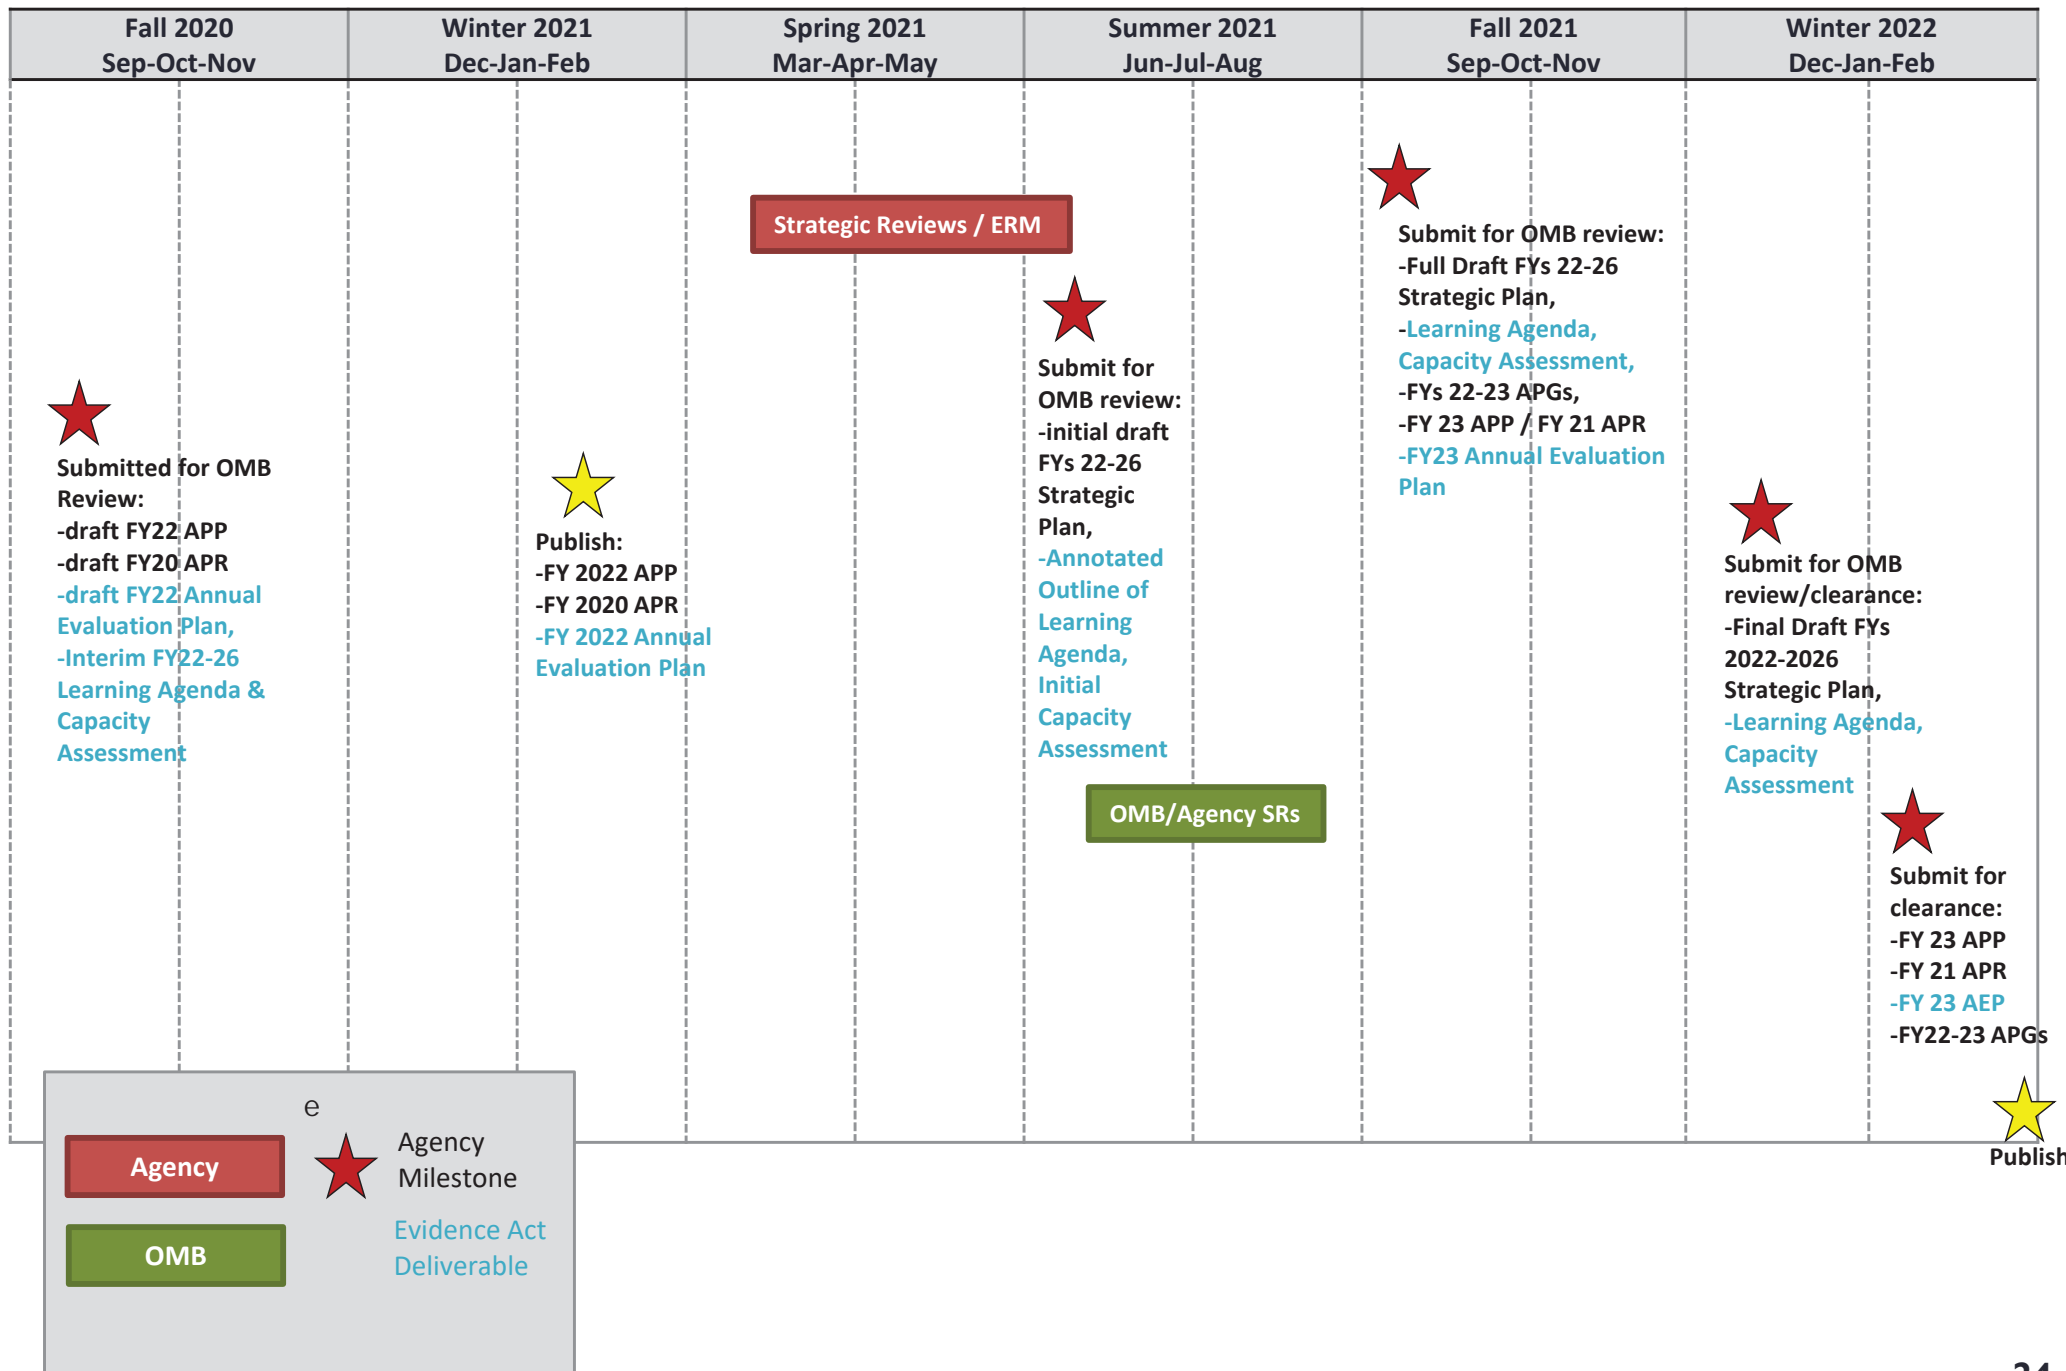 Fall 2020
Sep-Oct-Nov
Winter 2021
Dec-Jan-Feb
Spring 2021
Mar-Apr-May
Summer 2021
Jun-Jul-Aug
Fall 2021
Sep-Oct-Nov
Winter 2022
Dec-Jan-Feb
Submitted for OMB
Review:
-draft FY22 APP
-draft FY20 APR
-draft FY22 Annual
Evaluation Plan,
-Interim FY22-26
Learning Agenda &
Capacity
Assessment
Publish:
-FY 2022 APP
-FY 2020 APR
-FY 2022 Annual
Evaluation Plan
Strategic Reviews / ERM
Submit for
OMB review:
-initial draft
FYs 22-26
Strategic
Plan,
-Annotated
Outline of
Learning
Agenda,
Initial
Capacity
Assessment
OMB/Agency SRs
Submit for OMB review:
-Full Draft FYs 22-26
Strategic Plan,
-Learning Agenda,
Capacity Assessment,
-FYs 22-23 APGs,
-FY 23 APP / FY 21 APR
-FY23 Annual Evaluation
Plan
Submit for OMB
review/clearance:
-Final Draft FYs
2022-2026
Strategic Plan,
-Learning Agenda,
Capacity
Assessment
Submit for
clearance:
-FY 23 APP
-FY 21 APR
-FY 23 AEP
-FY22-23 APGs
Publish
e
Agency
Agency
Milestone
OMB
Evidence Act
Deliverable